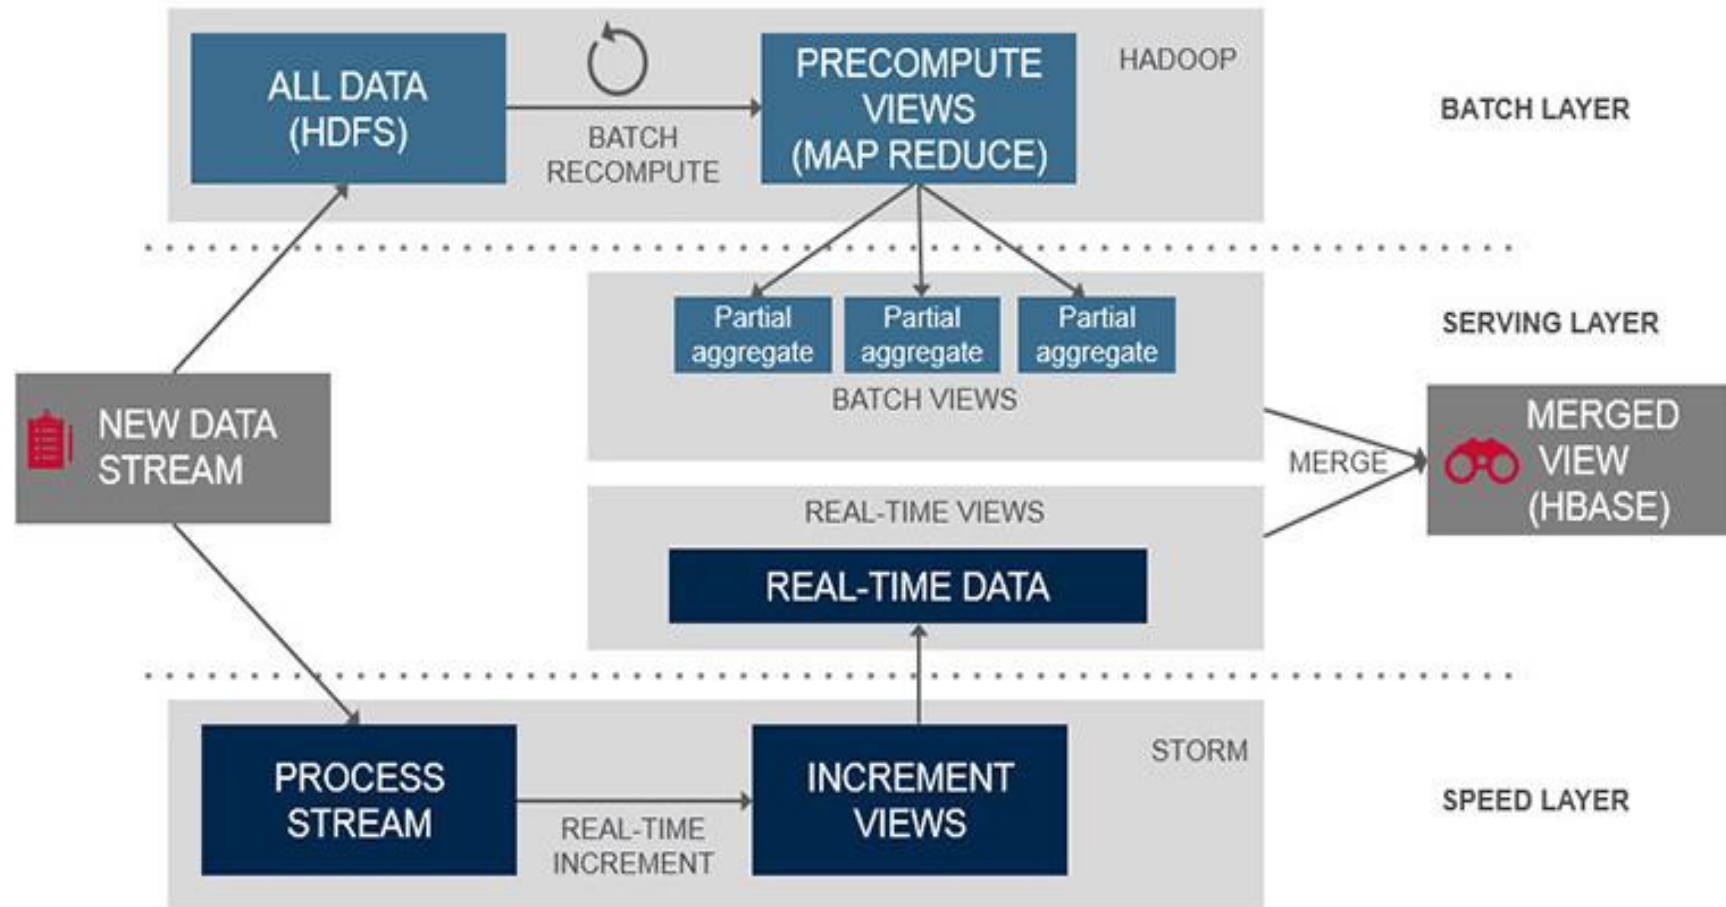 ALL DATA
(HDFS)
BATCH
RECOMPUTE
PRECOMPUTE
VIEWS
(MAP REDUCE)
HADOOP
BATCH LAYER
Partial
aggregate
Partial
aggregate
Partial
aggregate
BATCH VIEWS
SERVING LAYER
NEW DATA
STREAM
MERGE
MERGED
VIEW
(HBASE)
REAL-TIME VIEWS
REAL-TIME DATA
PROCESS
STREAM
REAL-TIME
INCREMENT
INCREMENT
VIEWS
STORM
SPEED LAYER